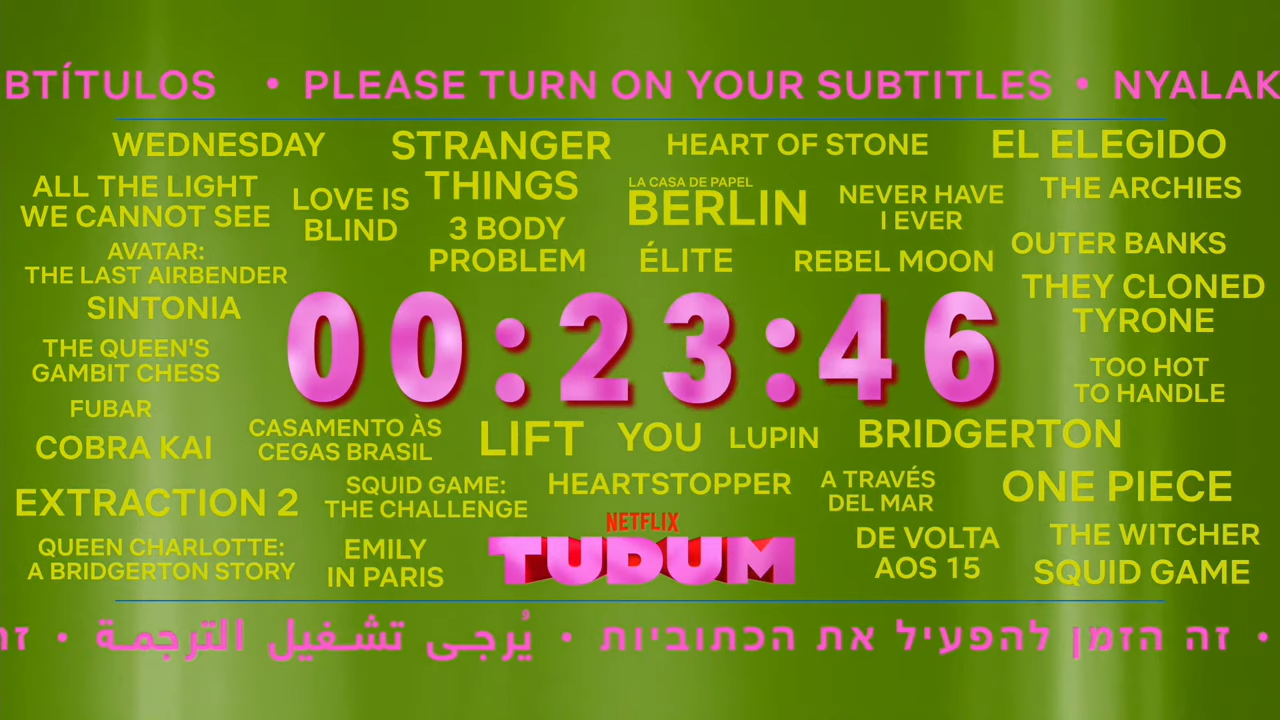 BTÍTULOS • PLEASE TURN ON YOUR SUBTITLES • NYALAK
WEDNESDAY
STRANGER
THINGS
HEART OF STONE
EL ELEGIDO
ALL THE LIGHT
WE CANNOT SEE
LOVE IS
BLIND
3 BODY
PROBLEM
LA CASA DE PAPEL
BERLIN
NEVER HAVE
I EVER
THE ARCHIES
AVATAR:
THE LAST AIRBENDER
ÉLITE
REBEL MOON
OUTER BANKS
SINTONIA
THEY CLONED
TYRONE
00:23:46
THE QUEEN'S
GAMBIT CHESS
TOO HOT
TO HANDLE
FUBAR
COBRA KAI
CASAMENTO ÀS
CEGAS BRASIL
LIFT
YOU
LUPIN
BRIDGERTON
EXTRACTION 2
SQUID GAME:
THE CHALLENGE
HEARTSTOPPER
A TRAVÉS
DEL MAR
ONE PIECE
QUEEN CHARLOTTE:
A BRIDGERTON STORY
EMILY
IN PARIS
NETFLIX
TUDUM
DE VOLTA
AOS 15
THE WITCHER
SQUID GAME
• זה הזמן להפעיל את הכתוביות • يُرجـى تشـغيل الترجمـة • זה